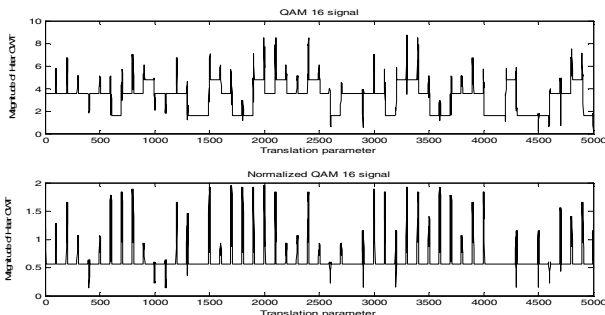 QAM 16 signal
Magnitude of Haar CWT
10
8
6
4
2
0
0 500 1000 1500 2000 2500 3000 3500 4000 4500 5000
Translation parameter
Normalized QAM 16 signal
Magnitude of Haar CWT
2
1.5
1
0.5
0
0 500 1000 1500 2000 2500 3000 3500 4000 4500 5000
Translation parameter